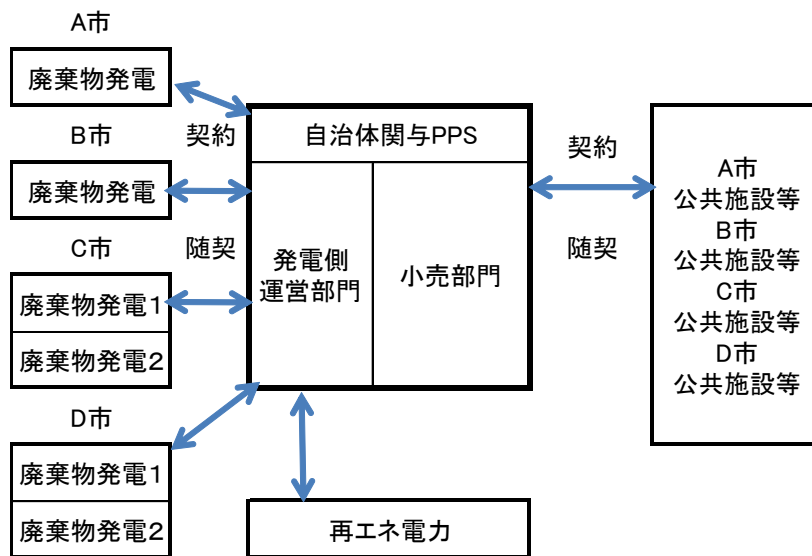 A市
廃棄物発電
B市
廃棄物発電
C市
廃棄物発電1
廃棄物発電2
D市
廃棄物発電1
廃棄物発電2
契約
随契
自治体関与PPS
発電側
運営部門
小売部門
再エネ電力
契約
随契
A市
公共施設等
B市
公共施設等
C市
公共施設等
D市
公共施設等